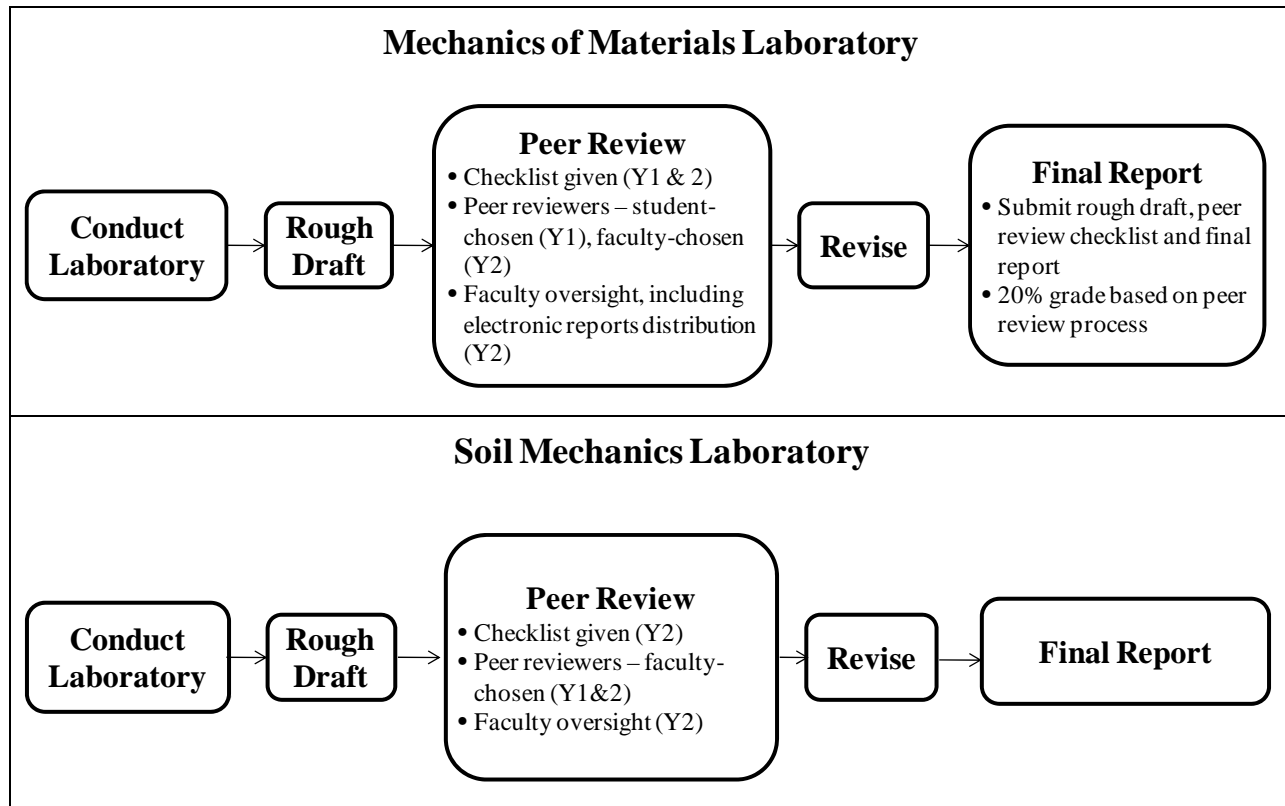 Mechanics of Materials Laboratory
Conduct
Laboratory
Rough
Draft
Peer Review
• Checklist given (Y1 & 2)
• Peer reviewers – student-
chosen (Y1), faculty-chosen
(Y2)
• Faculty oversight, including
electronic reports distribution
(Y2)
Revise
Final Report
• Submit rough draft, peer
review checklist and final
report
• 20% grade based on peer
review process
Soil Mechanics Laboratory
Conduct
Laboratory
Rough
Draft
Peer Review
• Checklist given (Y2)
• Peer reviewers – faculty-
chosen (Y1&2)
• Faculty oversight (Y2)
Revise
Final Report